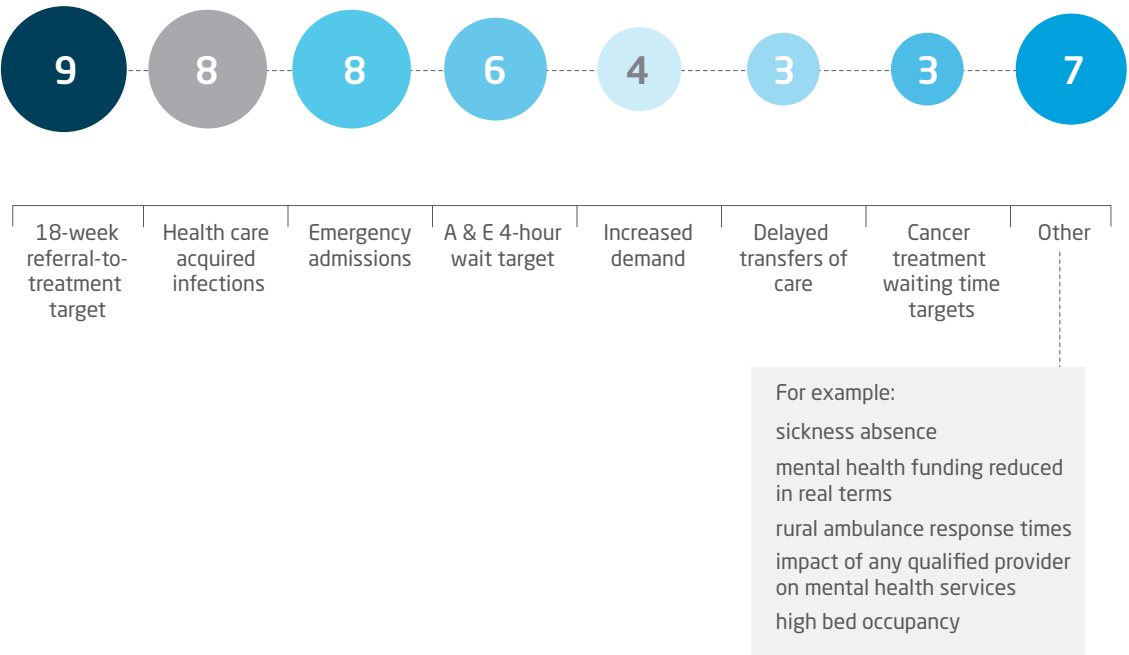 9 8 8 6 4 3 3 7
18-week
referral-to-
treatment
target
Health care
acquired
infections
Emergency
admissions
A & E 4-hour
wait target
Increased
demand
Delayed
transfers of
care
Cancer
treatment
waiting time
targets
Other
For example:
sickness absence
mental health funding reduced
in real terms
rural ambulance response times
impact of any qualified provider
on mental health services
high bed occupancy